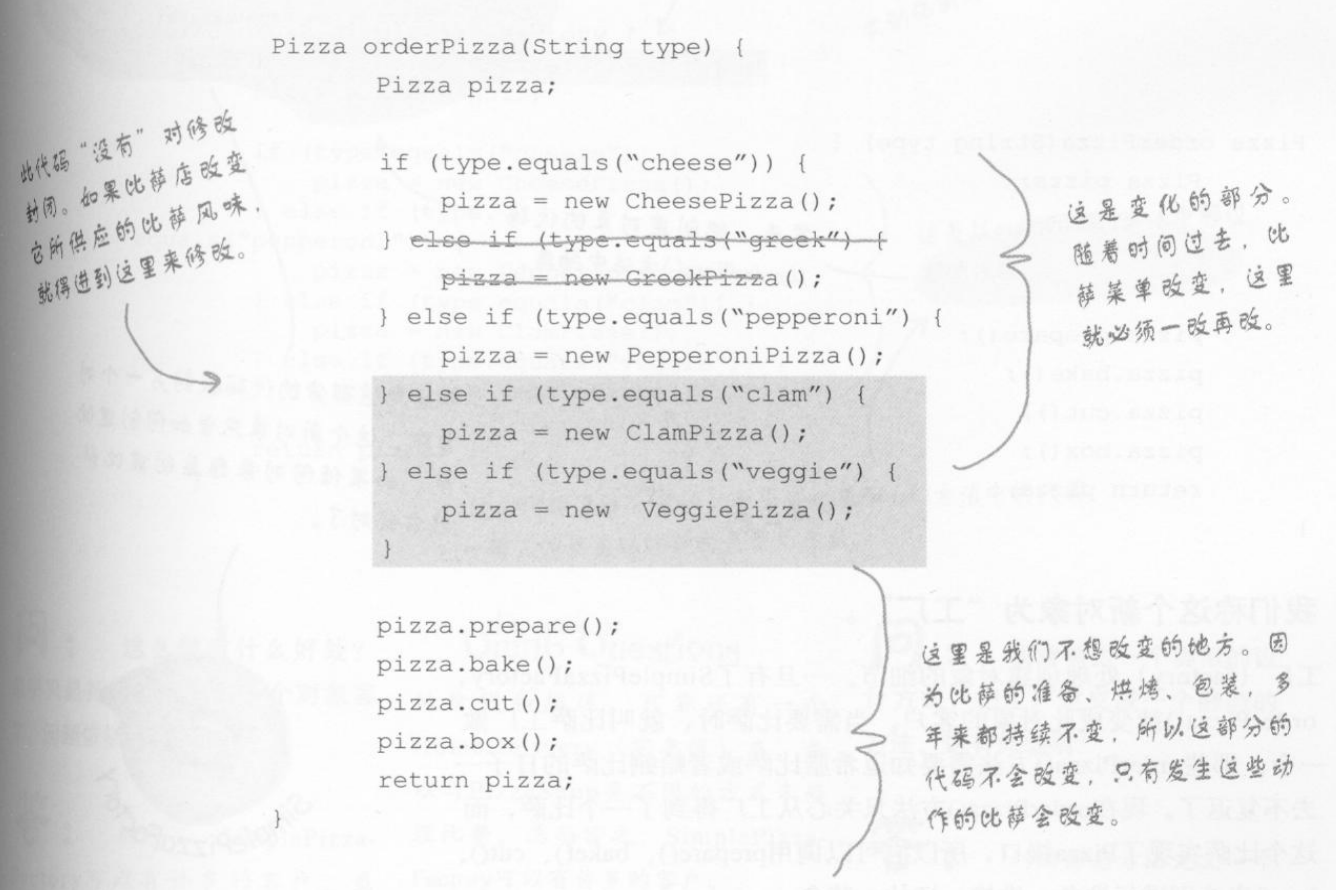 Pizza orderPizza(String type) {
Pizza pizza;
此代码“没有”对修改
封闭。如果比萨店改变
它所供应的比萨风味,
就得进到这里来修改。
if (type.equals(“cheese”)) {
pizza = new CheesePizza();
} else if (type.equals(“greek”) {
pizza = new GreekPizza();
} else if (type.equals(“pepperoni”) {
pizza = new PepperoniPizza();
} else if (type.equals(“clam”) {
pizza = new ClamPizza();
} else if (type.equals(“veggie”) {
pizza = new VeggiePizza();
}
这是变化的部分。
随着时间过去，比
萨菜单改变，这里
就必须一改再改。
pizza.prepare();
pizza.bake();
pizza.cut();
pizza.box();
return pizza;
}
这里是我们不想改变的地方。因
为比萨的准备、烘烤、包装，多
年来都持续不变，所以这部分的
代码不会改变，只有发生这些动
作的比萨会改变。